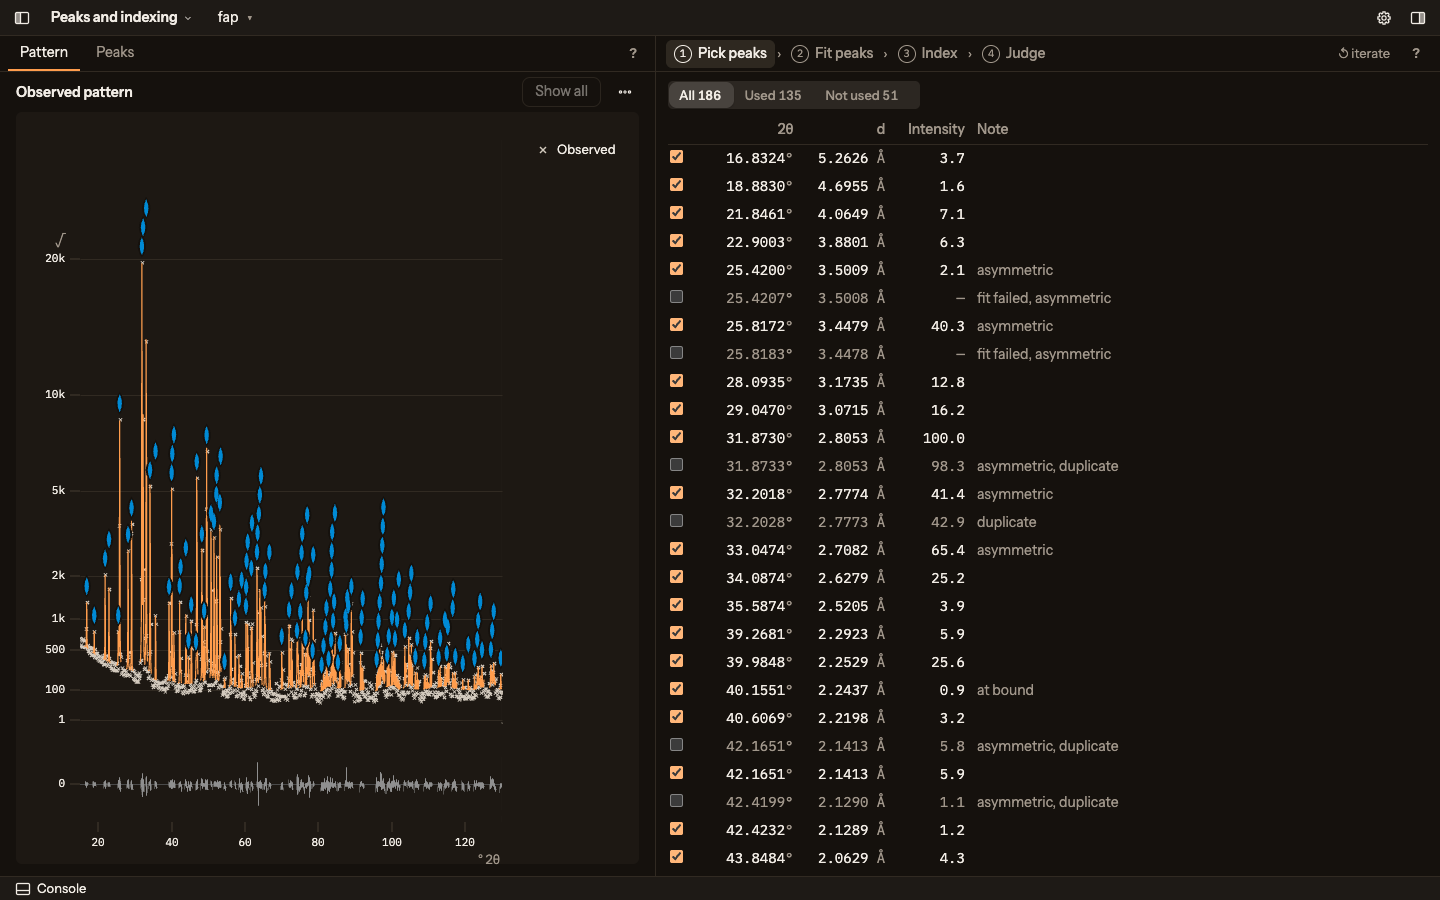 Peaks and indexing fap
Pattern Peaks ?
1 Pick peaks › 2 Fit peaks › 3 Index › 4 Judge iterate ?
Observed pattern Show all
All 186 Used 135 Not used 51
2θ d Intensity Note
× Observed
√
20k
10k
5k
2k
1k
500
100
1
0
20 40 60 80 100 120
°2θ
16.8324° 5.2626 Å 3.7
18.8830° 4.6955 Å 1.6
21.8461° 4.0649 Å 7.1
22.9003° 3.8801 Å 6.3
25.4200° 3.5009 Å 2.1 asymmetric
25.4207° 3.5008 Å — fit failed, asymmetric
25.8172° 3.4479 Å 40.3 asymmetric
25.8183° 3.4478 Å — fit failed, asymmetric
28.0935° 3.1735 Å 12.8
29.0470° 3.0715 Å 16.2
31.8730° 2.8053 Å 100.0
31.8733° 2.8053 Å 98.3 asymmetric, duplicate
32.2018° 2.7774 Å 41.4 asymmetric
32.2028° 2.7773 Å 42.9 duplicate
33.0474° 2.7082 Å 65.4 asymmetric
34.0874° 2.6279 Å 25.2
35.5874° 2.5205 Å 3.9
39.2681° 2.2923 Å 5.9
39.9848° 2.2529 Å 25.6
40.1551° 2.2437 Å 0.9 at bound
40.6069° 2.2198 Å 3.2
42.1651° 2.1413 Å 5.8 asymmetric, duplicate
42.1651° 2.1413 Å 5.9
42.4199° 2.1290 Å 1.1 asymmetric, duplicate
42.4232° 2.1289 Å 1.2
43.8484° 2.0629 Å 4.3
Console